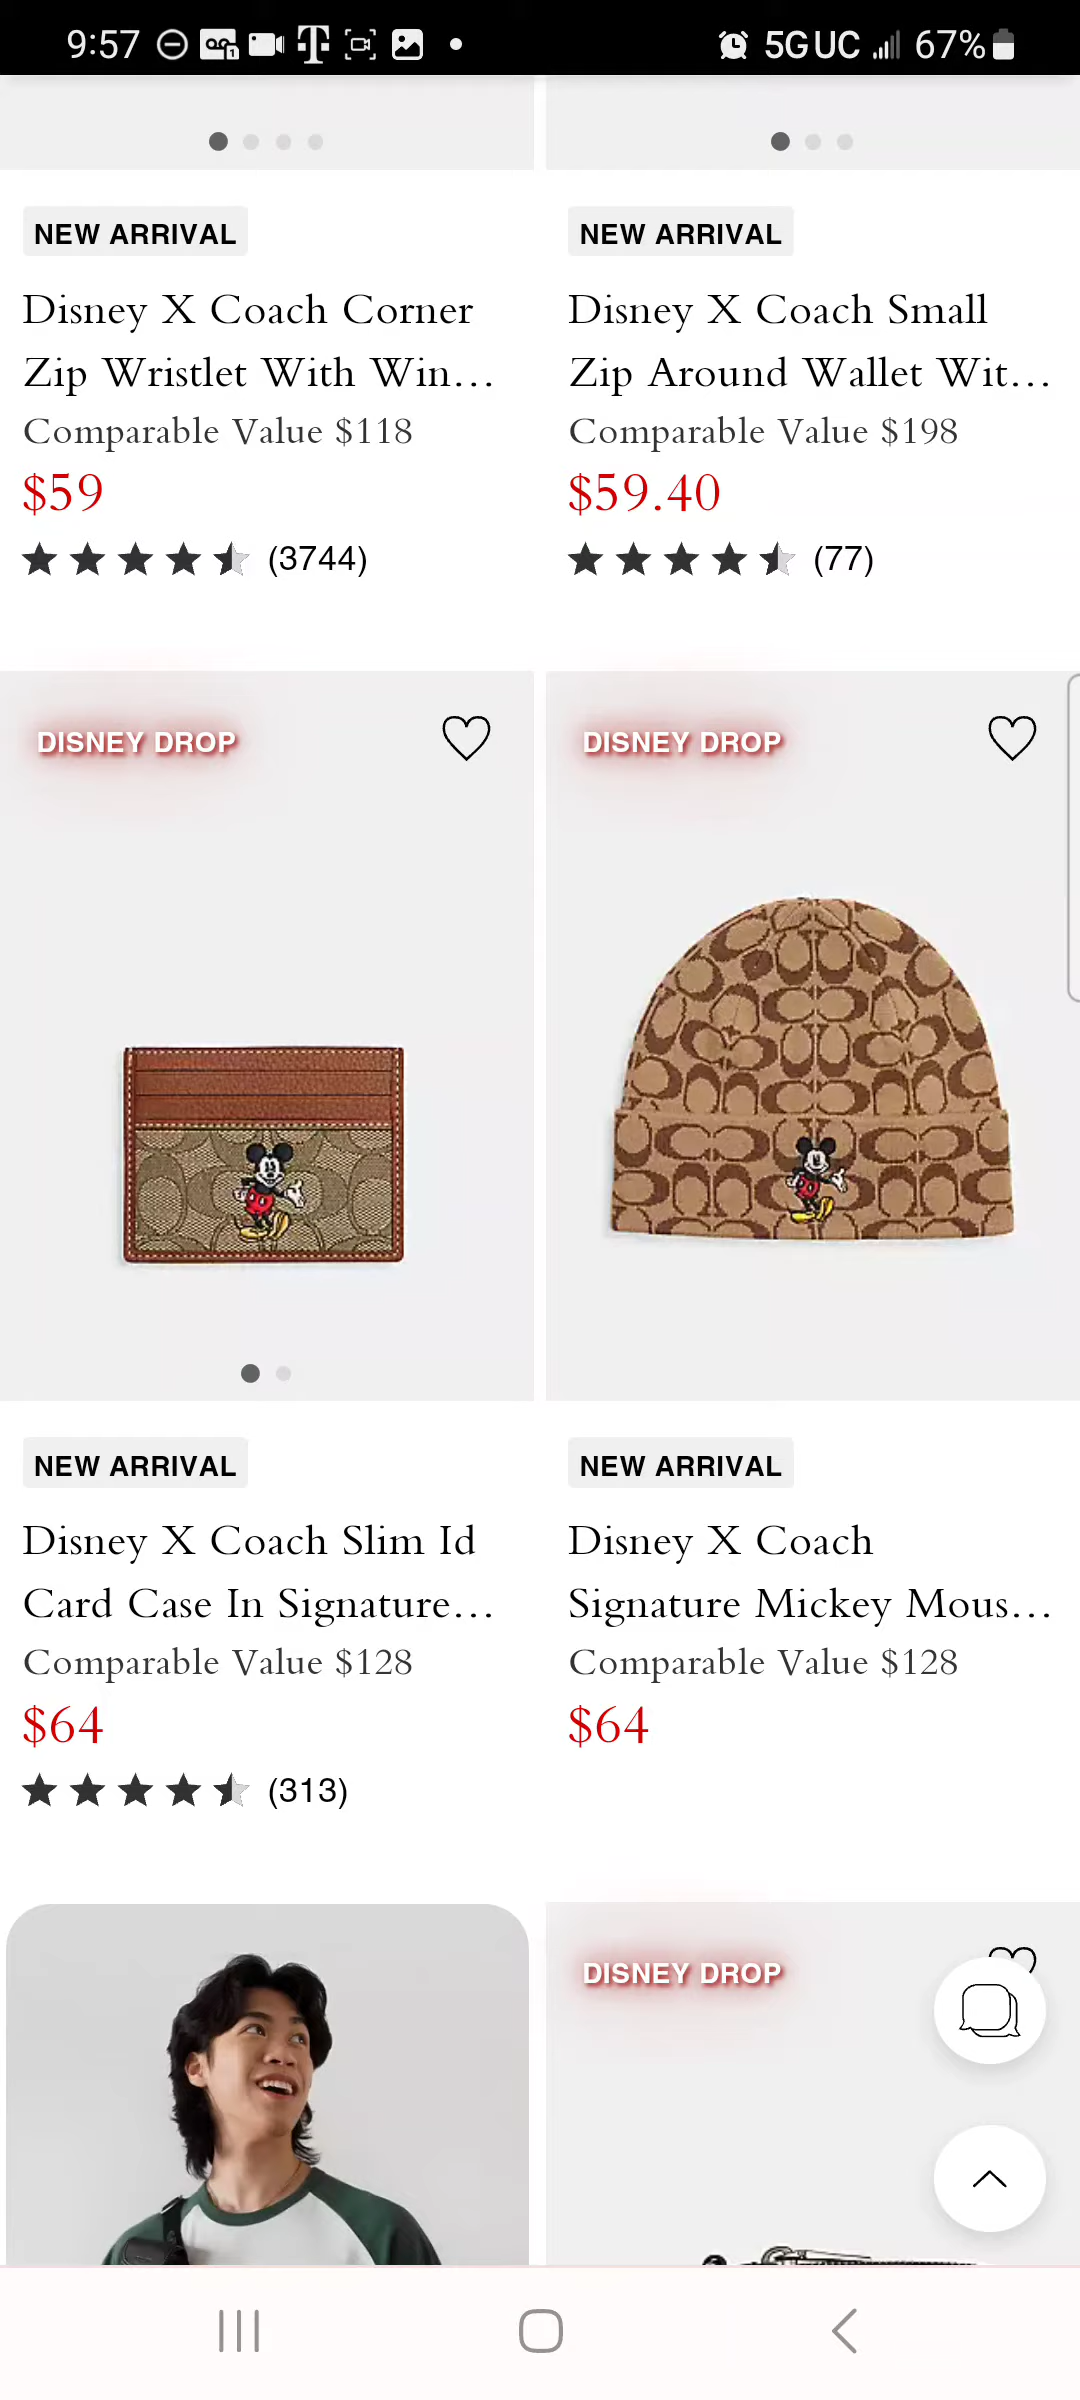 9:57 5G UC 67%
NEW ARRIVAL
Disney X Coach Corner
Zip Wristlet With Win...
Comparable Value $118
$59
(3744)
NEW ARRIVAL
Disney X Coach Small
Zip Around Wallet Wit...
Comparable Value $198
$59.40
(77)
DISNEY DROP
NEW ARRIVAL
Disney X Coach Slim Id
Card Case In Signature...
Comparable Value $128
$64
(313)
DISNEY DROP
NEW ARRIVAL
Disney X Coach
Signature Mickey Mous...
Comparable Value $128
$64
DISNEY DROP